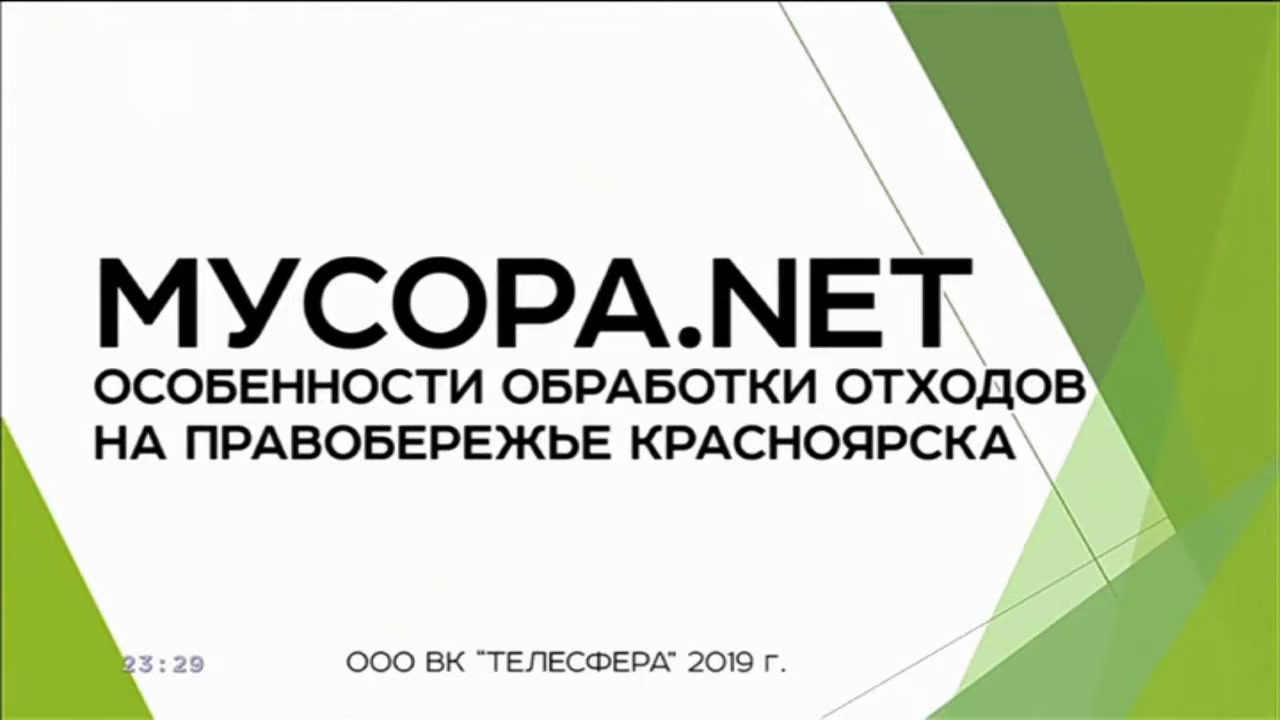 МУСОРА.NET
ОСОБЕННОСТИ ОБРАБОТКИ ОТХОДОВ
НА ПРАВОБЕРЕЖЬЕ КРАСНОЯРСКА
23:29
ООО ВК "ТЕЛЕСФЕРА" 2019 г.